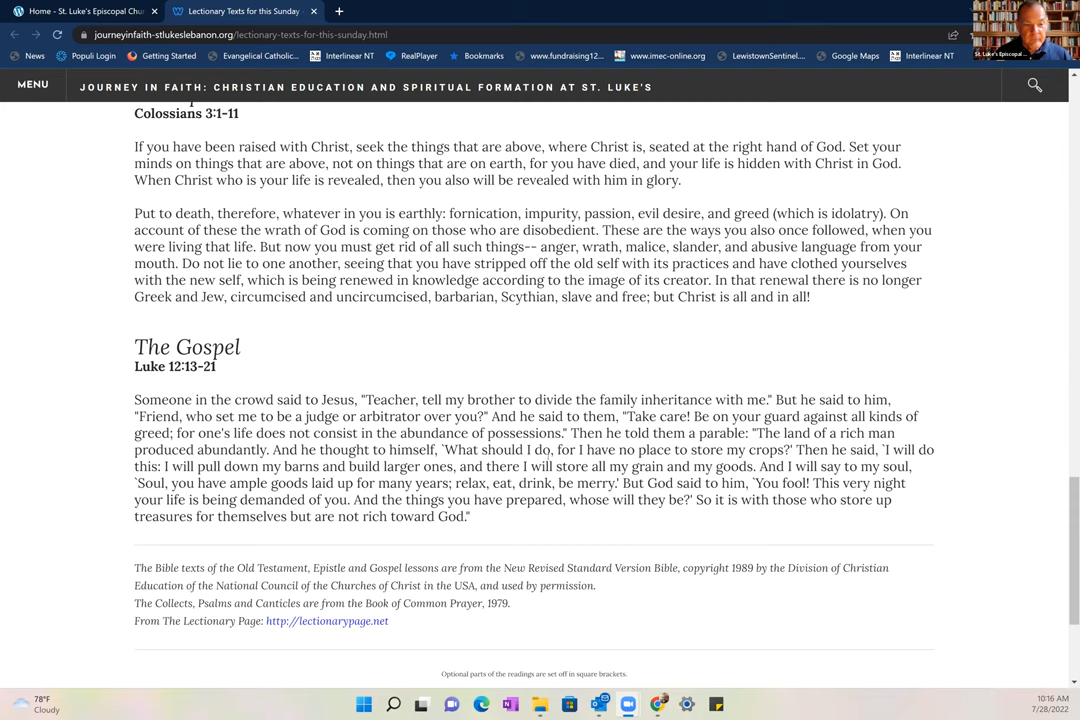 Home - St. Luke's Episcopal Chu
Lectionary Texts for this Sunday
journeyinfaith-stlukeslebanon.org/lectionary-texts-for-this-sunday.html
News Populi Login Getting Started Evangelical Catholic... Interlinear NT RealPlayer Bookmarks www.fundraising12... www.imec-online.org LewistownSentinel.... Google Maps Interlinear NT
St. Luke's Episcopal ...
MENU JOURNEY IN FAITH: CHRISTIAN EDUCATION AND SPIRITUAL FORMATION AT ST. LUKE'S
Colossians 3:1-11
If you have been raised with Christ, seek the things that are above, where Christ is, seated at the right hand of God. Set your
minds on things that are above, not on things that are on earth, for you have died, and your life is hidden with Christ in God.
When Christ who is your life is revealed, then you also will be revealed with him in glory.
Put to death, therefore, whatever in you is earthly: fornication, impurity, passion, evil desire, and greed (which is idolatry). On
account of these the wrath of God is coming on those who are disobedient. These are the ways you also once followed, when you
were living that life. But now you must get rid of all such things-- anger, wrath, malice, slander, and abusive language from your
mouth. Do not lie to one another, seeing that you have stripped off the old self with its practices and have clothed yourselves
with the new self, which is being renewed in knowledge according to the image of its creator. In that renewal there is no longer
Greek and Jew, circumcised and uncircumcised, barbarian, Scythian, slave and free; but Christ is all and in all!
The Gospel
Luke 12:13-21
Someone in the crowd said to Jesus, "Teacher, tell my brother to divide the family inheritance with me." But he said to him,
"Friend, who set me to be a judge or arbitrator over you?" And he said to them, "Take care! Be on your guard against all kinds of
greed; for one's life does not consist in the abundance of possessions." Then he told them a parable: "The land of a rich man
produced abundantly. And he thought to himself, `What should I do, for I have no place to store my crops?' Then he said, `I will do
this: I will pull down my barns and build larger ones, and there I will store all my grain and my goods. And I will say to my soul,
`Soul, you have ample goods laid up for many years; relax, eat, drink, be merry.' But God said to him, `You fool! This very night
your life is being demanded of you. And the things you have prepared, whose will they be?' So it is with those who store up
treasures for themselves but are not rich toward God."
The Bible texts of the Old Testament, Epistle and Gospel lessons are from the New Revised Standard Version Bible, copyright 1989 by the Division of Christian
Education of the National Council of the Churches of Christ in the USA, and used by permission.
The Collects, Psalms and Canticles are from the Book of Common Prayer, 1979.
From The Lectionary Page: http://lectionarypage.net
Optional parts of the readings are set off in square brackets.
78°F
Cloudy
10:16 AM
7/28/2022